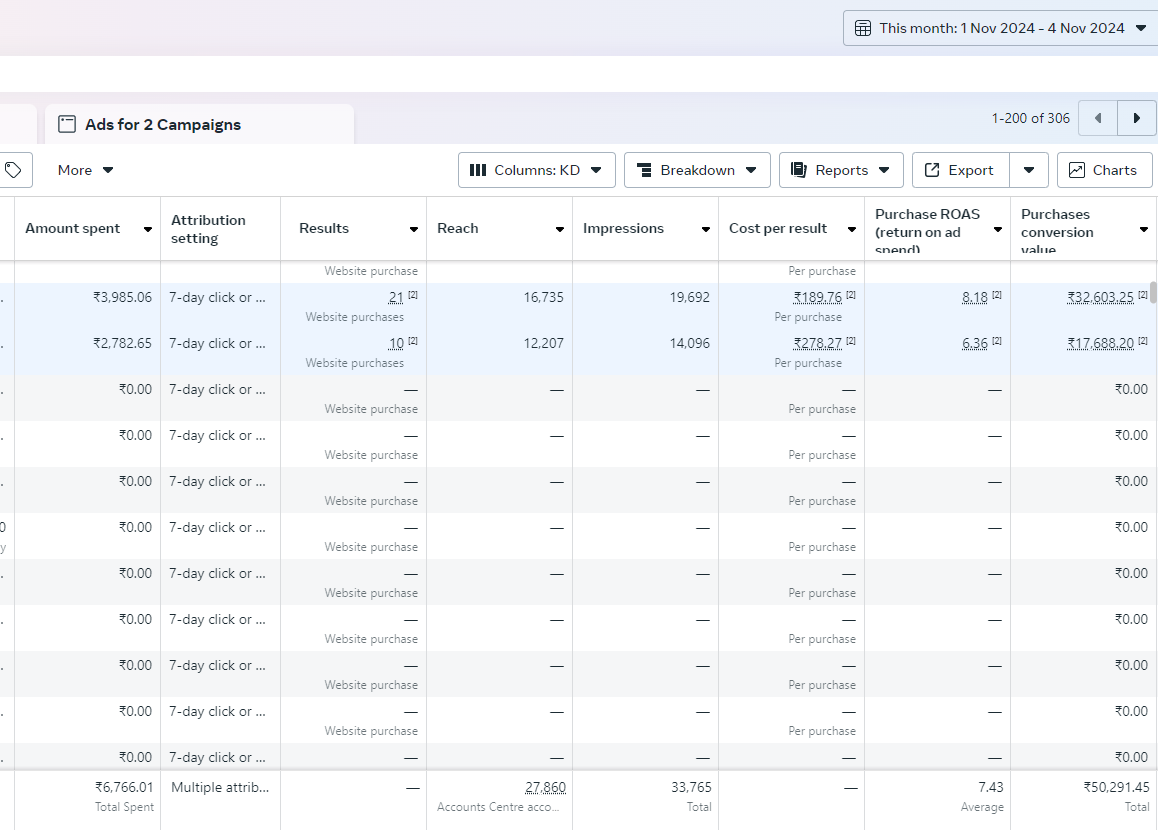 This month: 1 Nov 2024 - 4 Nov 2024
Ads for 2 Campaigns
1-200 of 306
More
Columns: KD
Breakdown
Reports
Export
Charts
Amount spent
Attribution
setting
Results
Reach
Impressions
Cost per result
Purchase ROAS
(return on ad
spend)
Purchases
conversion
value
Website purchase Per purchase
₹3,985.06 7-day click or ... 21 [2] 16,735 19,692 ₹189.76 [2] 8.18 [2] ₹32,603.25 [2]
Website purchases Per purchase
₹2,782.65 7-day click or ... 10 [2] 12,207 14,096 ₹278.27 [2] 6.36 [2] ₹17,688.20 [2]
Website purchases Per purchase
₹0.00 7-day click or ... — — — — — ₹0.00
Website purchase Per purchase
₹0.00 7-day click or ... — — — — — ₹0.00
Website purchase Per purchase
₹0.00 7-day click or ... — — — — — ₹0.00
Website purchase Per purchase
0 ₹0.00 7-day click or ... — — — — — ₹0.00
y Website purchase Per purchase
₹0.00 7-day click or ... — — — — — ₹0.00
Website purchase Per purchase
₹0.00 7-day click or ... — — — — — ₹0.00
Website purchase Per purchase
₹0.00 7-day click or ... — — — — — ₹0.00
Website purchase Per purchase
₹0.00 7-day click or ... — — — — — ₹0.00
Website purchase Per purchase
₹0.00 7-day click or ... — — — — — ₹0.00
₹6,766.01 Multiple attrib... — 27,860 33,765 — 7.43 ₹50,291.45
Total Spent Accounts Centre acco... Total Average Total